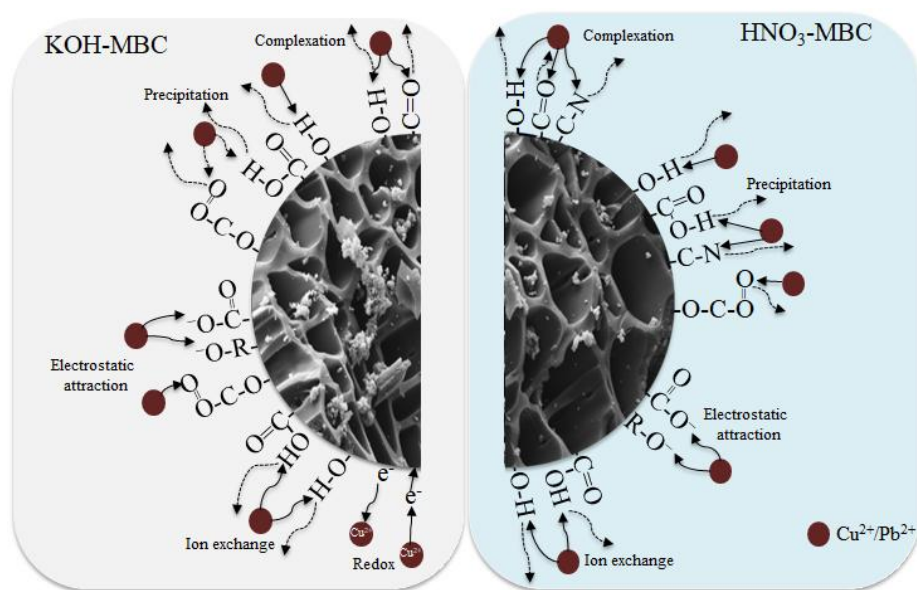 KOH-MBC
Complexation
Precipitation
H-O
C=O
H-O
O
C
H-O
O
O-C-O
O
⁻O-C
⁻O-R
Electrostatic
attraction
O
O-C-O
O
C
HO
H-O
Ion exchange
e⁻
e⁻
Cu²⁺
Cu²⁺
Redox
HNO₃-MBC
Complexation
O-H
C=O
C-N
O-H
C
O
O-H
Precipitation
C-N
O
O-C-O
O
C
O⁻
R-O⁻
Electrostatic
attraction
O-H
C
O
OH
Ion exchange
Cu²⁺/Pb²⁺